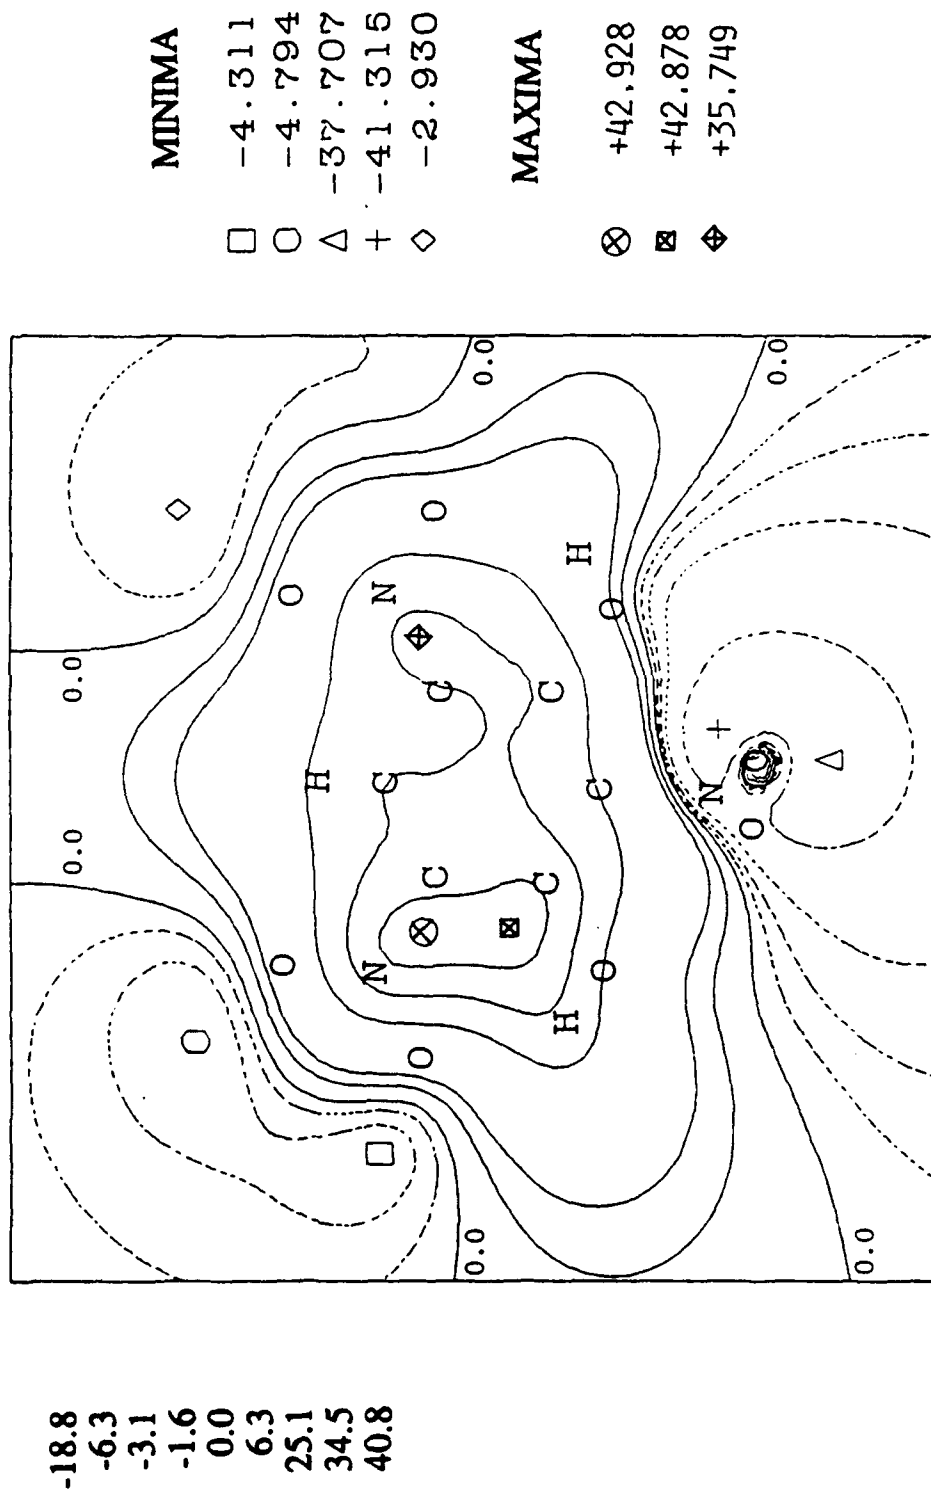 -18.8
-6.3
-3.1
-1.6
0.0
6.3
25.1
34.5
40.8
0.0 0.0
O O
H
N C N
O C C O
0.0 0.0
C C
H H
O C O
N
O O
0.0 0.0
MINIMA
-4.311
-4.794
-37.707
-41.315
-2.930
MAXIMA
+42.928
+42.878
+35.749